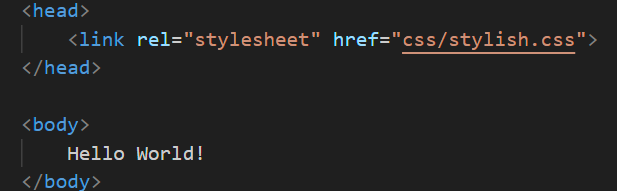 <head>
<link rel="stylesheet" href="css/stylish.css">
</head>
<body>
Hello World!
</body>